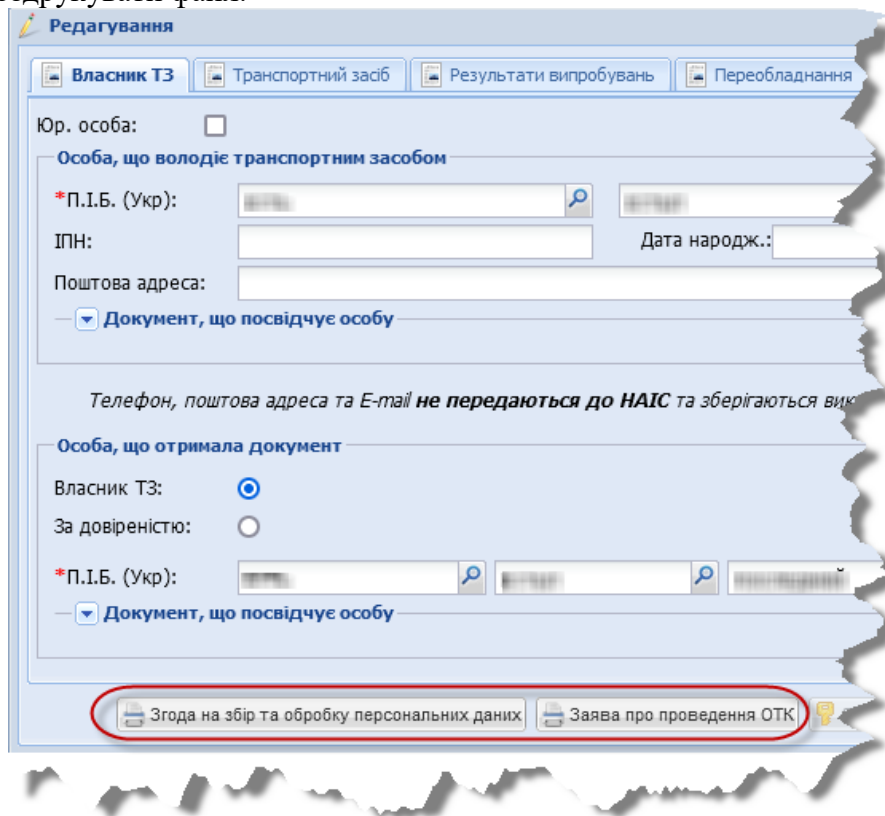 Редагування
Власник ТЗ Транспортний засіб Результати випробувань Переобладнання
Юр. особа:
Особа, що володіє транспортним засобом
*П.І.Б. (Укр):
ІПН: Дата народж.:
Поштова адреса:
Документ, що посвідчує особу
Телефон, поштова адреса та E-mail не передаються до НАІС та зберігаються
Особа, що отримала документ
Власник ТЗ:
За довіреністю:
*П.І.Б. (Укр):
Документ, що посвідчує особу
Згода на збір та обробку персональних даних Заява про проведення ОТК